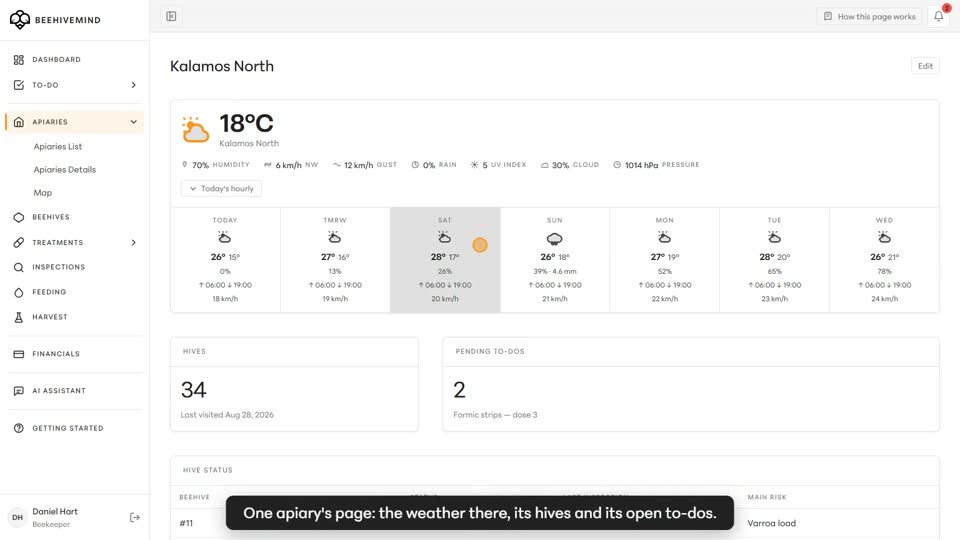 BEEHIVEMIND
How this page works
2
DASHBOARD
TO-DO
APIARIES
Apiaries List
Apiaries Details
Map
BEEHIVES
TREATMENTS
INSPECTIONS
FEEDING
HARVEST
FINANCIALS
AI ASSISTANT
GETTING STARTED
DH
Daniel Hart
Beekeeper
Kalamos North
Edit
18°C
Kalamos North
70% HUMIDITY 6 km/h NW 12 km/h GUST 0% RAIN 5 UV INDEX 30% CLOUD 1014 hPa PRESSURE
Today's hourly
TODAY TMRW SAT SUN MON TUE WED
26° 15° 27° 16° 28° 17° 26° 18° 27° 19° 28° 20° 26° 21°
0% 13% 26% 39% · 4.6 mm 52% 65% 78%
↑ 06:00 ↓ 19:00 ↑ 06:00 ↓ 19:00 ↑ 06:00 ↓ 19:00 ↑ 06:00 ↓ 19:00 ↑ 06:00 ↓ 19:00 ↑ 06:00 ↓ 19:00 ↑ 06:00 ↓ 19:00
18 km/h 19 km/h 20 km/h 21 km/h 22 km/h 23 km/h 24 km/h
HIVES
34
Last visited Aug 28, 2026
PENDING TO-DOS
2
Formic strips — dose 3
HIVE STATUS
BEEHIVE MAIN RISK
#11 Varroa load
One apiary's page: the weather there, its hives and its open to-dos.